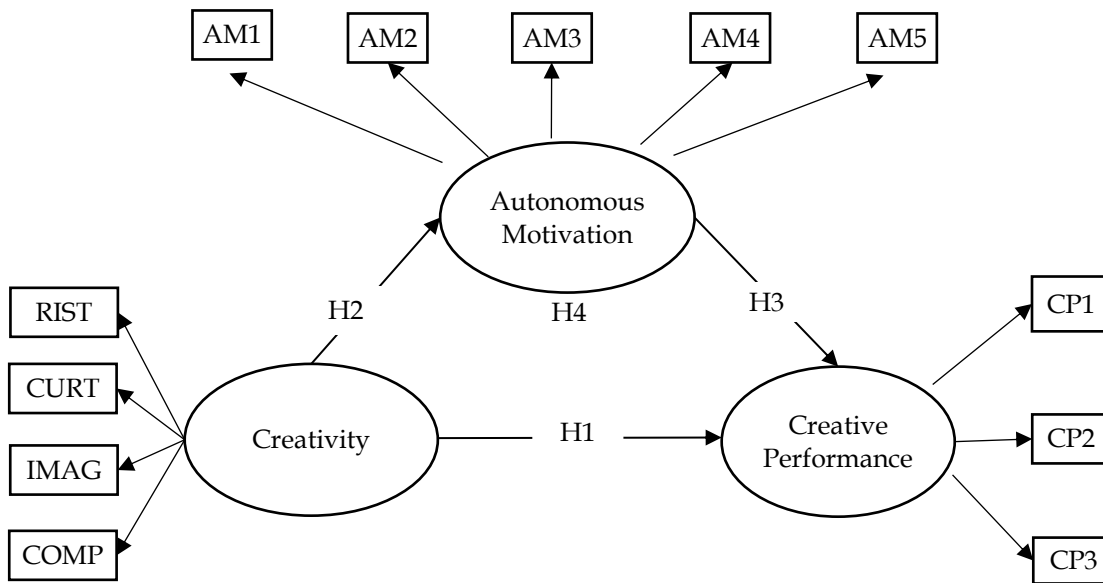 AM1
AM2
AM3
AM4
AM5
Autonomous
Motivation
RIST
H2
H4
H3
CP1
CURT
Creativity
H1
Creative
Performance
CP2
IMAG
COMP
CP3